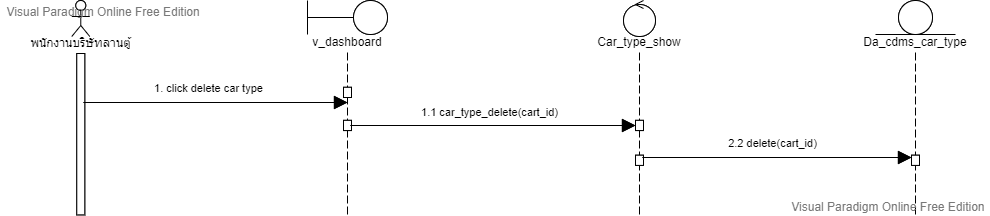 Visual Paradigm Online Free Edition
พนักงานบริษัทลานตู้
v_dashboard
Car_type_show
Da_cdms_car_type
1. click delete car type
1.1 car_type_delete(cart_id)
2.2 delete(cart_id)
Visual Paradigm Online Free Edition